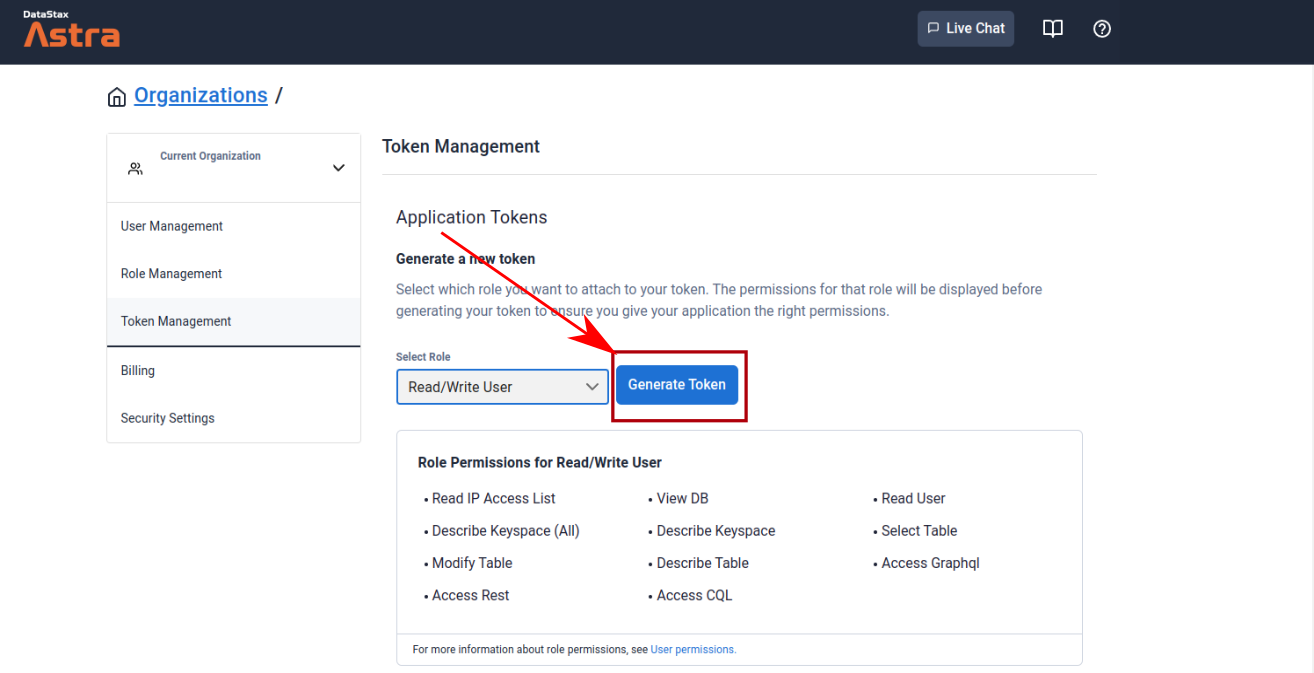 DataStax
Astra
Live Chat
Organizations /
Current Organization
User Management
Role Management
Token Management
Billing
Security Settings
Token Management
Application Tokens
Generate a new token
Select which role you want to attach to your token. The permissions for that role will be displayed before
generating your token to ensure you give your application the right permissions.
Select Role
Read/Write User
Generate Token
Role Permissions for Read/Write User
• Read IP Access List • View DB • Read User
• Describe Keyspace (All) • Describe Keyspace • Select Table
• Modify Table • Describe Table • Access Graphql
• Access Rest • Access CQL
For more information about role permissions, see User permissions.